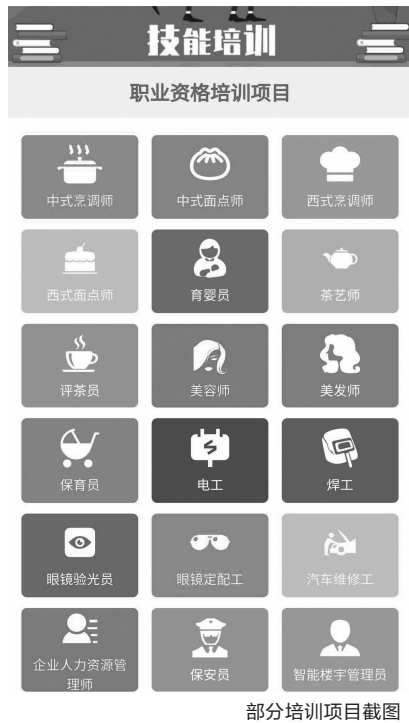 技能培训
职业资格培训项目
中式烹调师
中式面点师
西式烹调师
西式面点师
育婴员
茶艺师
评茶员
美容师
美发师
保育员
电工
焊工
眼镜验光员
眼镜定配工
汽车维修工
企业人力资源管
理师
保安员
智能楼宇管理员
部分培训项目截图